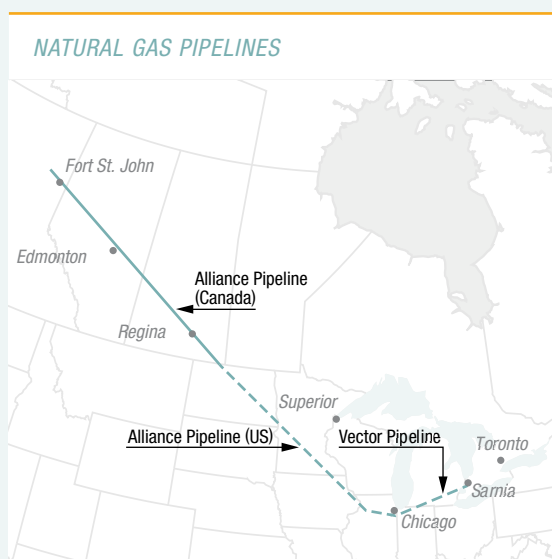 NATURAL GAS PIPELINES
Fort St. John
Edmonton
Alliance Pipeline
(Canada)
Regina
Superior
Alliance Pipeline (US)
Vector Pipeline
Toronto
Sarnia
Chicago